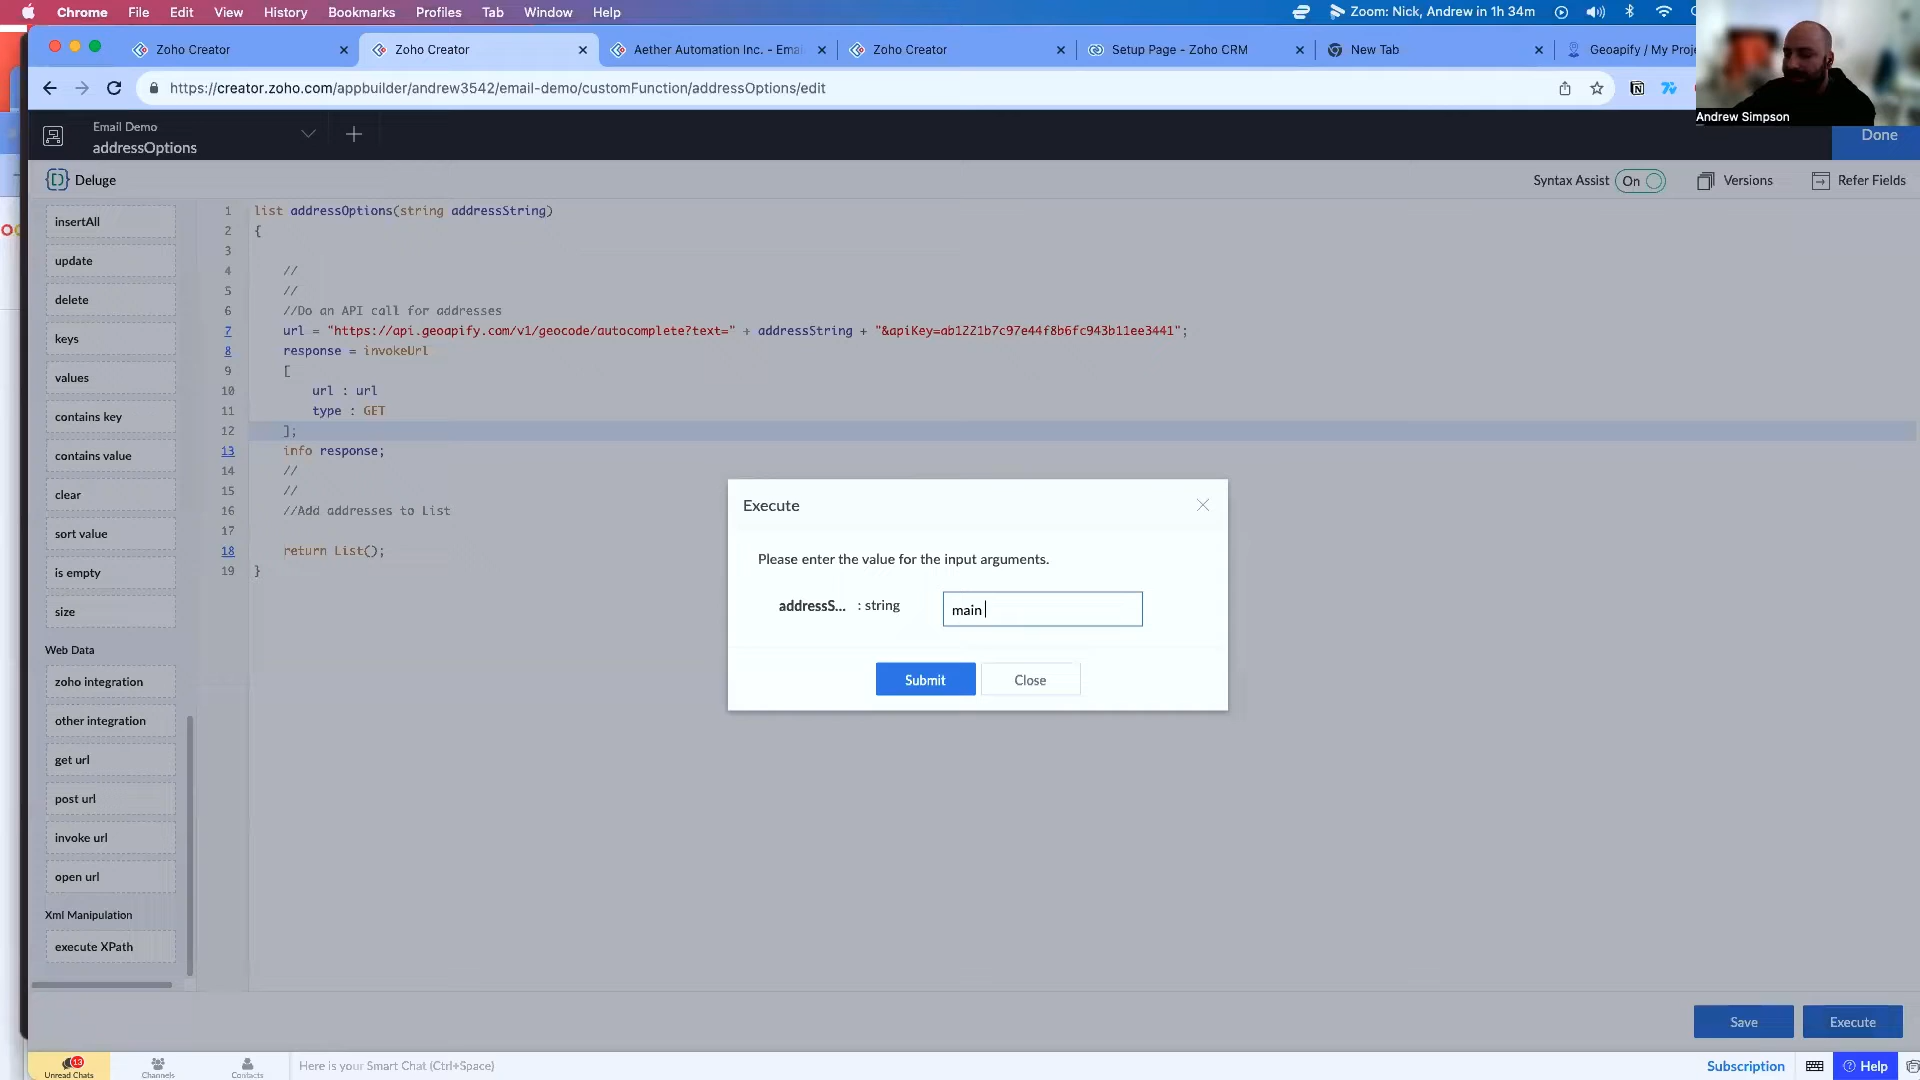 Chrome File Edit View History Bookmarks Profiles Tab Window Help Zoom: Nick, Andrew in 1h 34m
Zoho Creator Zoho Creator Aether Automation Inc. - Emai Zoho Creator Setup Page - Zoho CRM New Tab Geoapify / My Proje
https://creator.zoho.com/appbuilder/andrew3542/email-demo/customFunction/addressOptions/edit
Andrew Simpson
Email Demo
addressOptions
Done
Deluge
Syntax Assist On Versions Refer Fields
insertAll
update
delete
keys
values
contains key
contains value
clear
sort value
is empty
size
Web Data
zoho integration
other integration
get url
post url
invoke url
open url
Xml Manipulation
execute XPath
1 list addressOptions(string addressString)
2 {
3
4 //
5 //
6 //Do an API call for addresses
7 url = "https://api.geoapify.com/v1/geocode/autocomplete?text=" + addressString + "&apiKey=ab1221b7c97e44f8b6fc943b11ee3441";
8 response = invokeUrl
9 [
10 url : url
11 type : GET
12 ];
13 info response;
14 //
15 //
16 //Add addresses to List
17
18 return List();
19 }
Execute
Please enter the value for the input arguments.
addressS... : string main
Submit Close
Save Execute
13
Unread Chats Channels Contacts Here is your Smart Chat (Ctrl+Space) Subscription Help